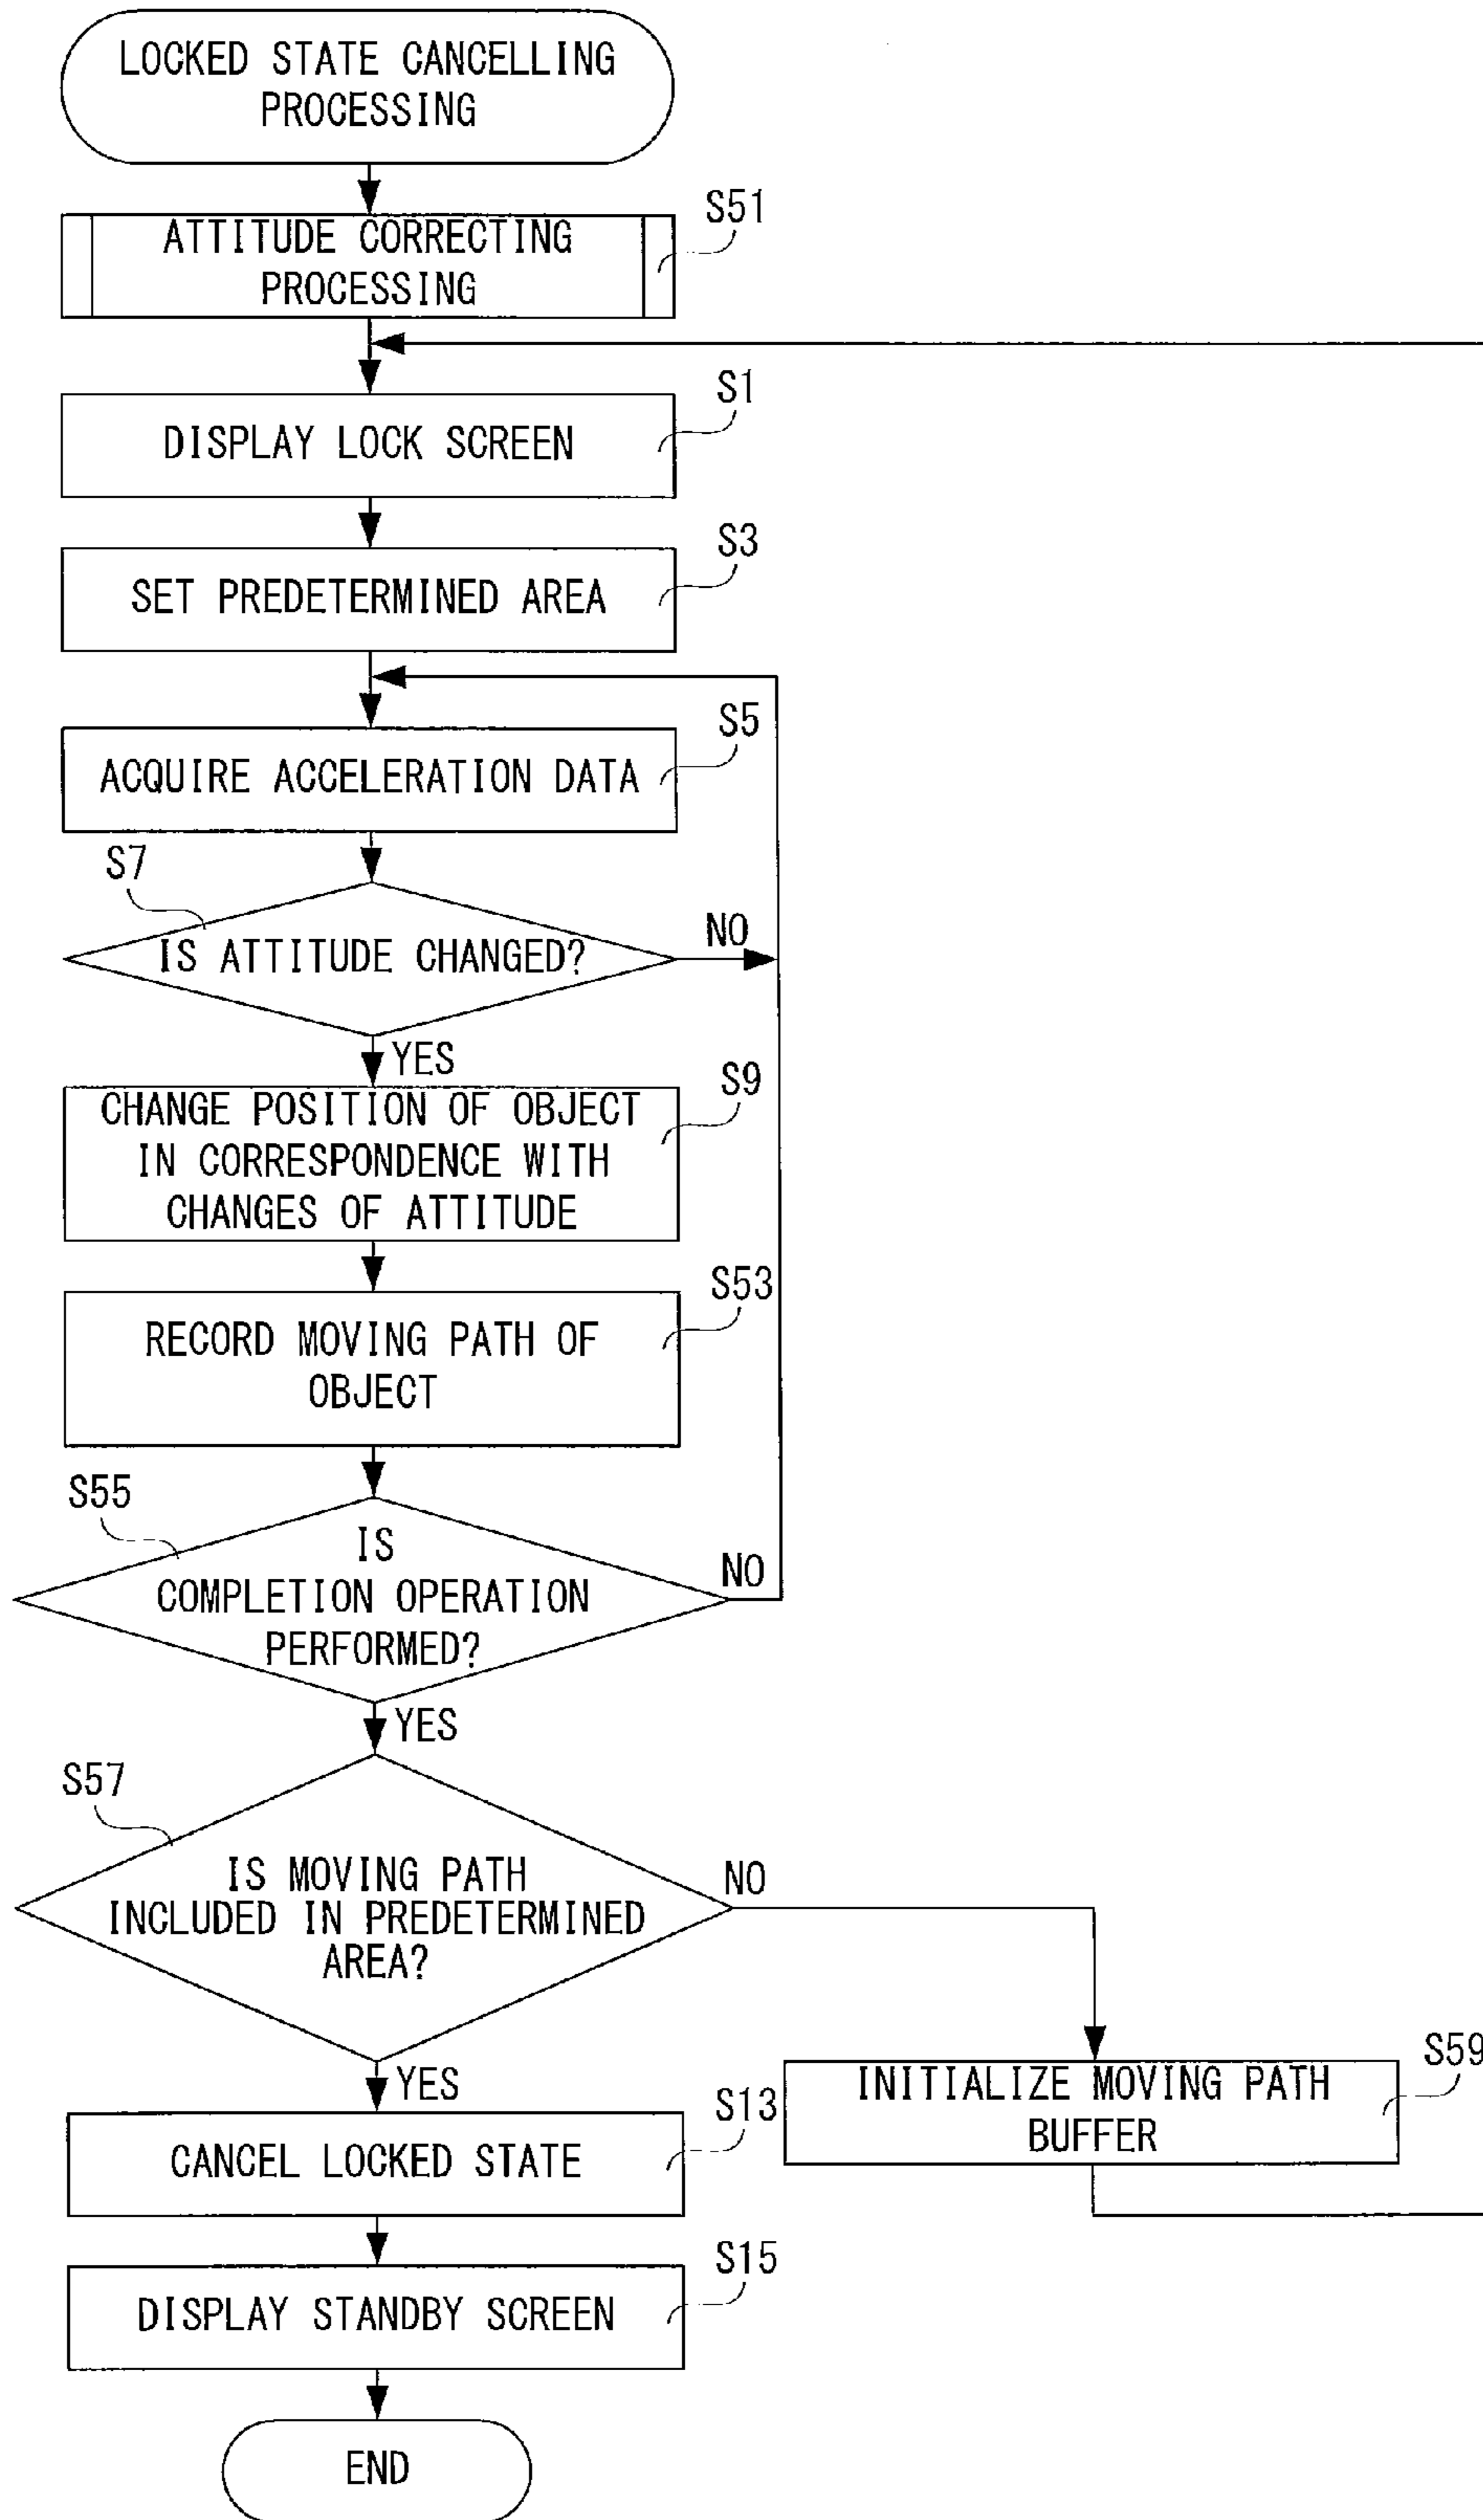 LOCKED STATE CANCELLING
PROCESSING
S51
ATTITUDE CORRECTING
PROCESSING
S1
DISPLAY LOCK SCREEN
S3
SET PREDETERMINED AREA
S5
ACQUIRE ACCELERATION DATA
S7
IS ATTITUDE CHANGED?
NO
YES
S9
CHANGE POSITION OF OBJECT
IN CORRESPONDENCE WITH
CHANGES OF ATTITUDE
S53
RECORD MOVING PATH OF
OBJECT
S55
IS
COMPLETION OPERATION
PERFORMED?
NO
YES
S57
IS MOVING PATH
INCLUDED IN PREDETERMINED
AREA?
NO
YES
S59
INITIALIZE MOVING PATH
BUFFER
S13
CANCEL LOCKED STATE
S15
DISPLAY STANDBY SCREEN
END